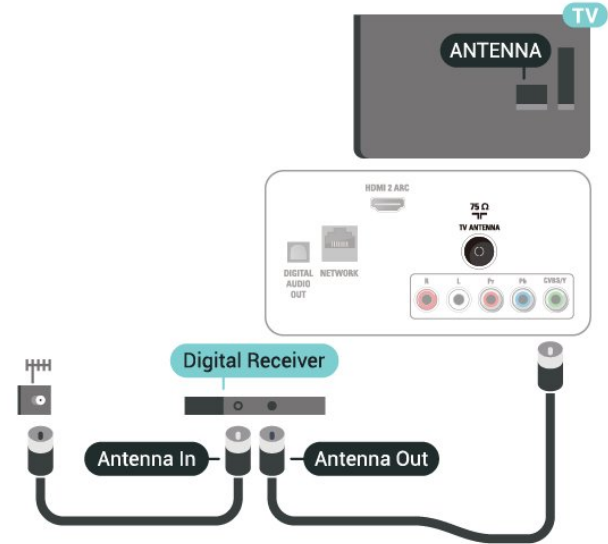 TV
ANTENNA
HDMI 2 ARC
75 Ω
TV ANTENNA
DIGITAL
AUDIO
OUT
NETWORK
R L Pr Pb CVBS/Y
Digital Receiver
Antenna In
Antenna Out